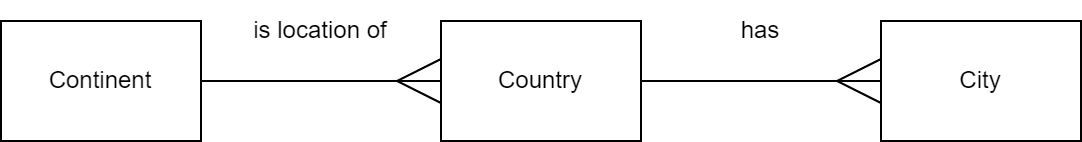 is location of
has
Continent
Country
City